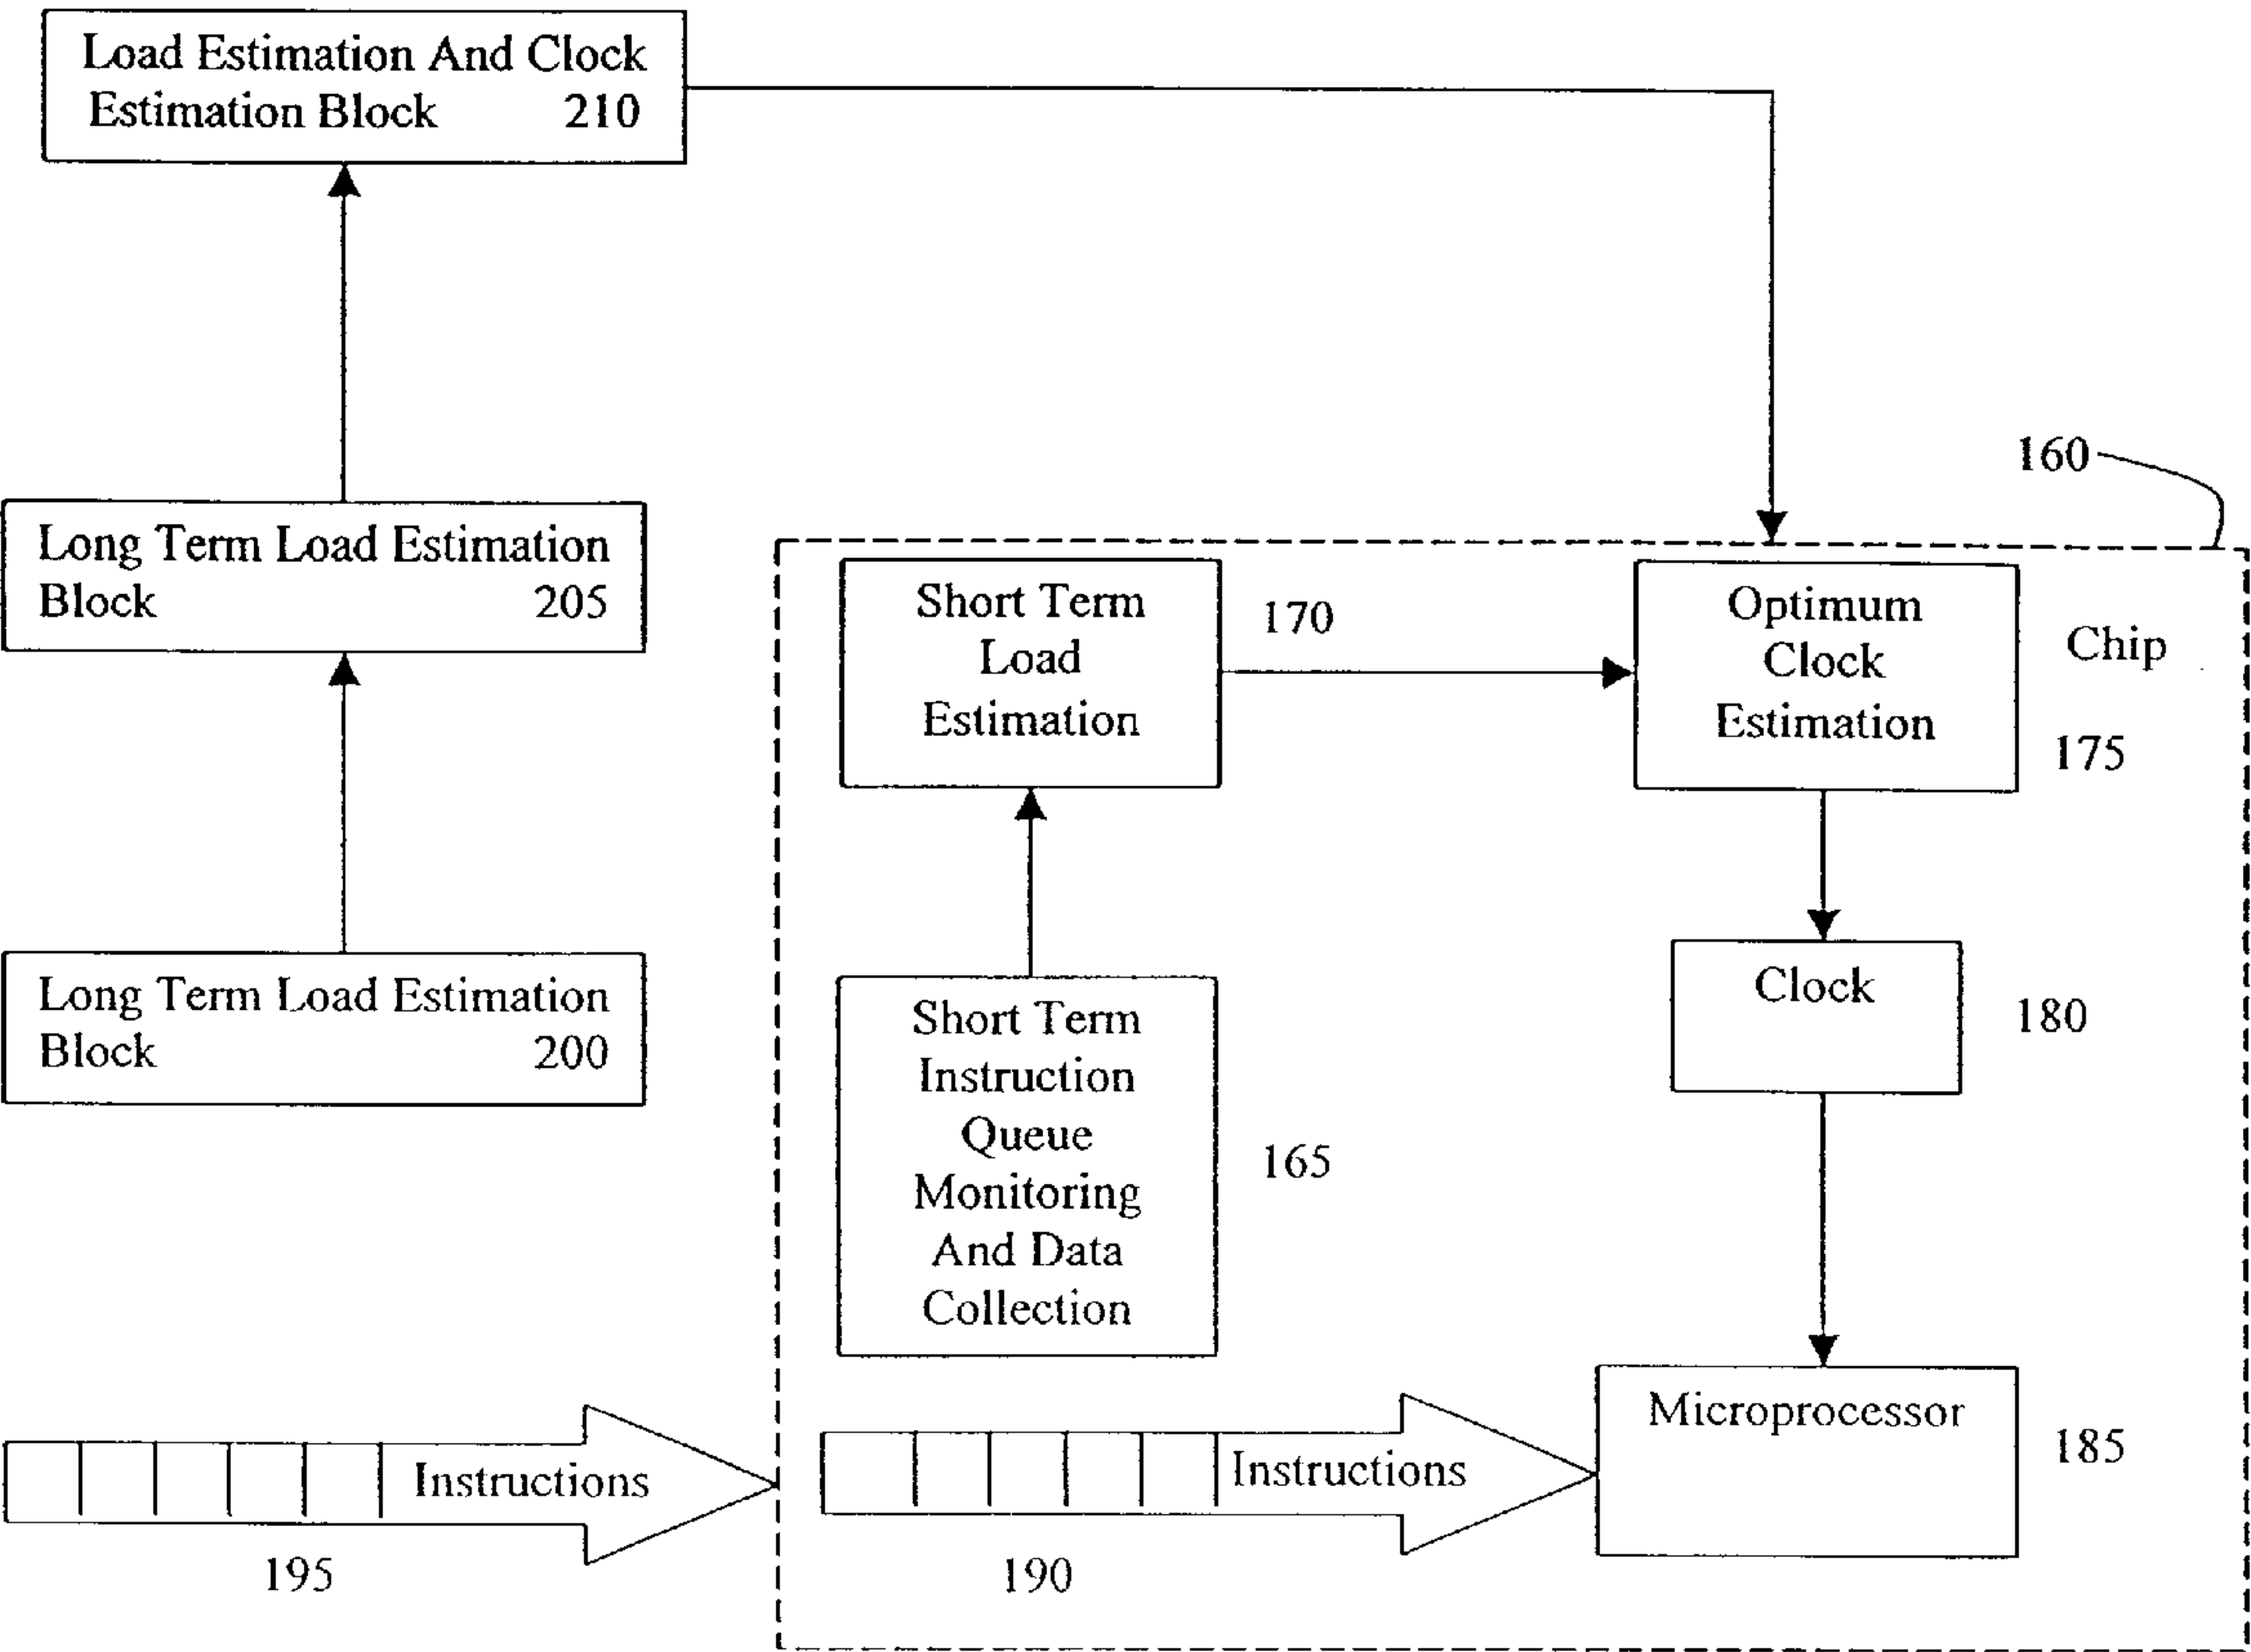 Load Estimation And Clock
Estimation Block 210
160
Long Term Load Estimation
Block 205
Short Term
Load
Estimation
170
Optimum
Clock
Estimation
Chip
175
Long Term Load Estimation
Block 200
Short Term
Instruction
Queue
Monitoring
And Data
Collection
165
Clock
180
Microprocessor
185
Instructions
195
Instructions
190